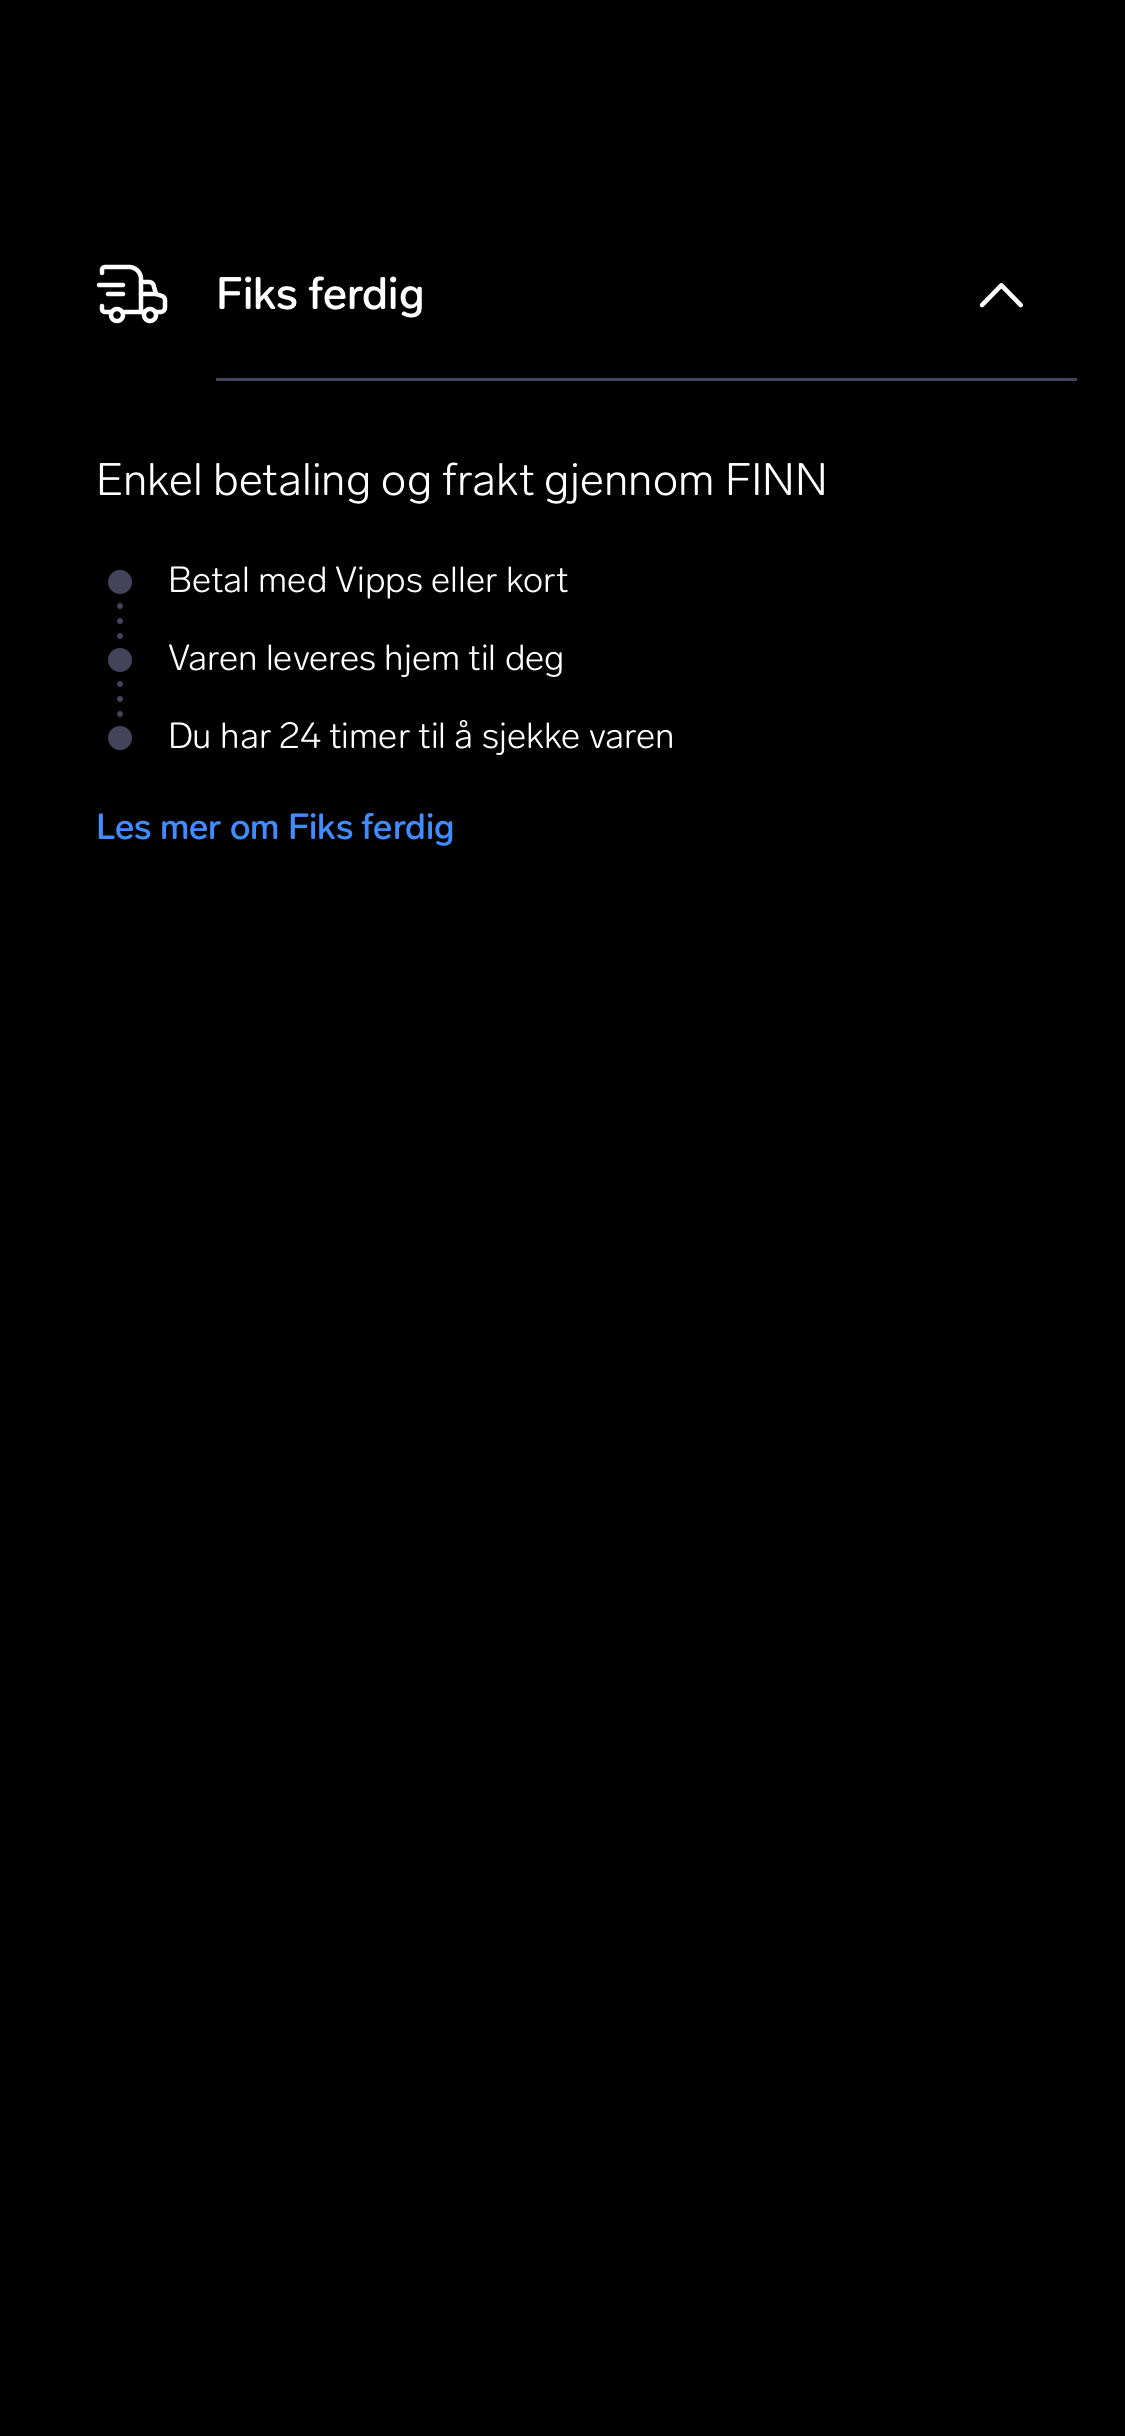 Fiks ferdig
Enkel betaling og frakt gjennom FINN
Betal med Vipps eller kort
Varen leveres hjem til deg
Du har 24 timer til å sjekke varen
Les mer om Fiks ferdig